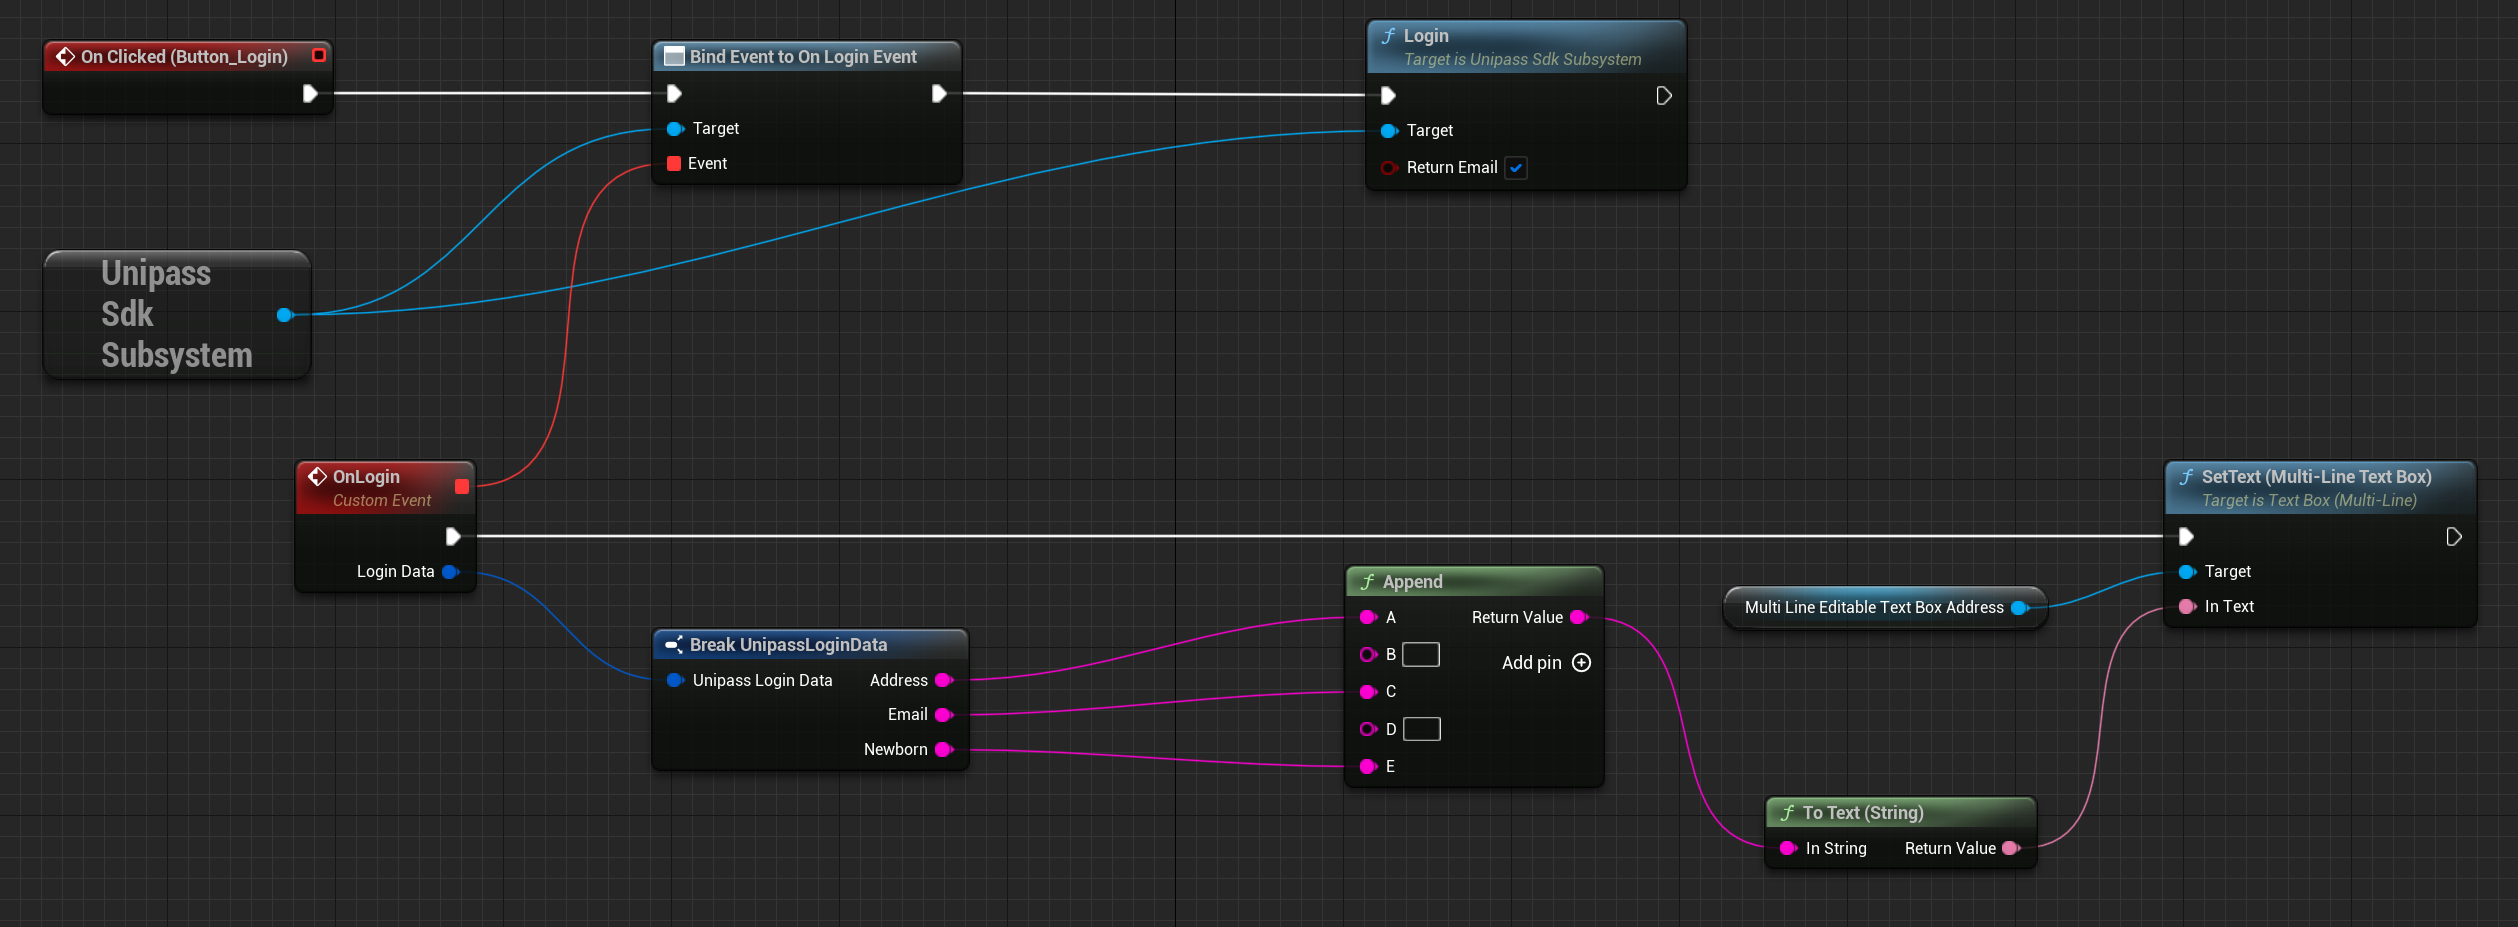 On Clicked (Button_Login)
Bind Event to On Login Event
Target
Event
Login
Target is Unipass Sdk Subsystem
Target
Return Email
Unipass
Sdk
Subsystem
OnLogin
Custom Event
Login Data
Break UnipassLoginData
Unipass Login Data Address
Email
Newborn
Append
A Return Value
B
Add pin
C
D
E
Multi Line Editable Text Box Address
To Text (String)
In String Return Value
SetText (Multi-Line Text Box)
Target is Text Box (Multi-Line)
Target
In Text